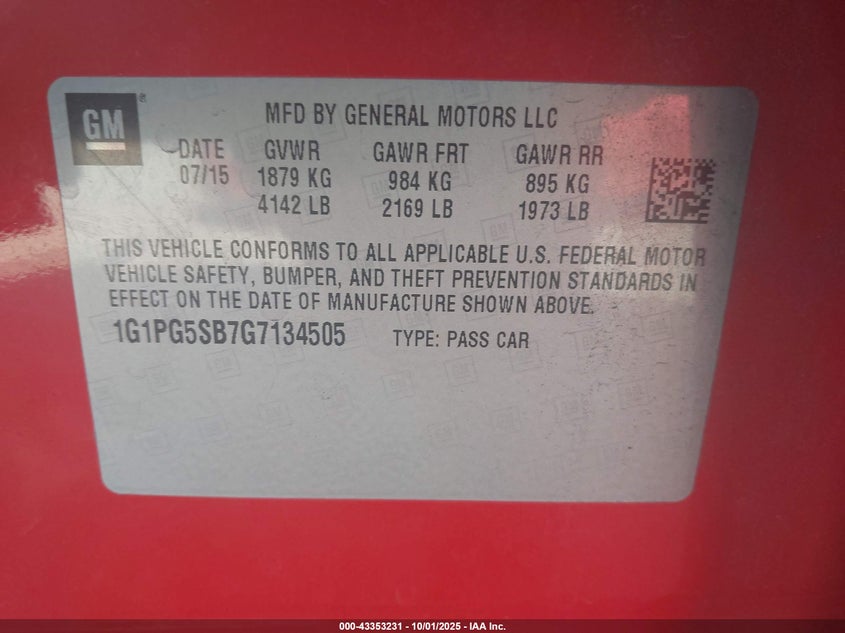 GM ®
MFD BY GENERAL MOTORS LLC
DATE GVWR GAWR FRT GAWR RR
07/15 1879 KG 984 KG 895 KG
4142 LB 2169 LB 1973 LB
THIS VEHICLE CONFORMS TO ALL APPLICABLE U.S. FEDERAL MOTOR
VEHICLE SAFETY, BUMPER, AND THEFT PREVENTION STANDARDS IN
EFFECT ON THE DATE OF MANUFACTURE SHOWN ABOVE.
1G1PG5SB7G7134505 TYPE: PASS CAR
000-43353231 - 10/01/2025 - IAA Inc.